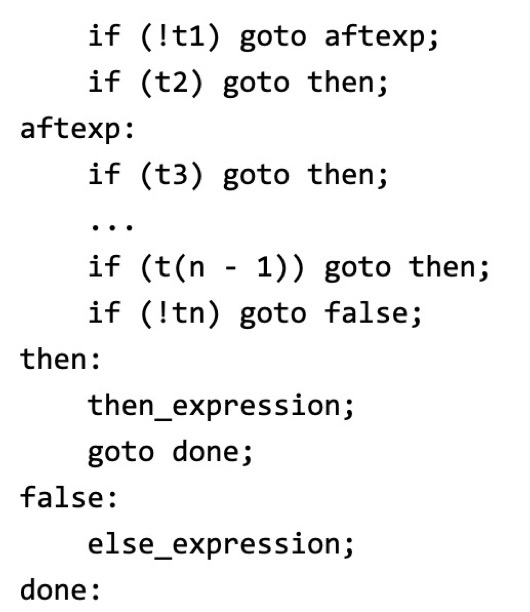 if (!t1) goto aftexp;
if (t2) goto then;
aftexp:
if (t3) goto then;
...
if (t(n - 1)) goto then;
if (!tn) goto false;
then:
then_expression;
goto done;
false:
else_expression;
done: